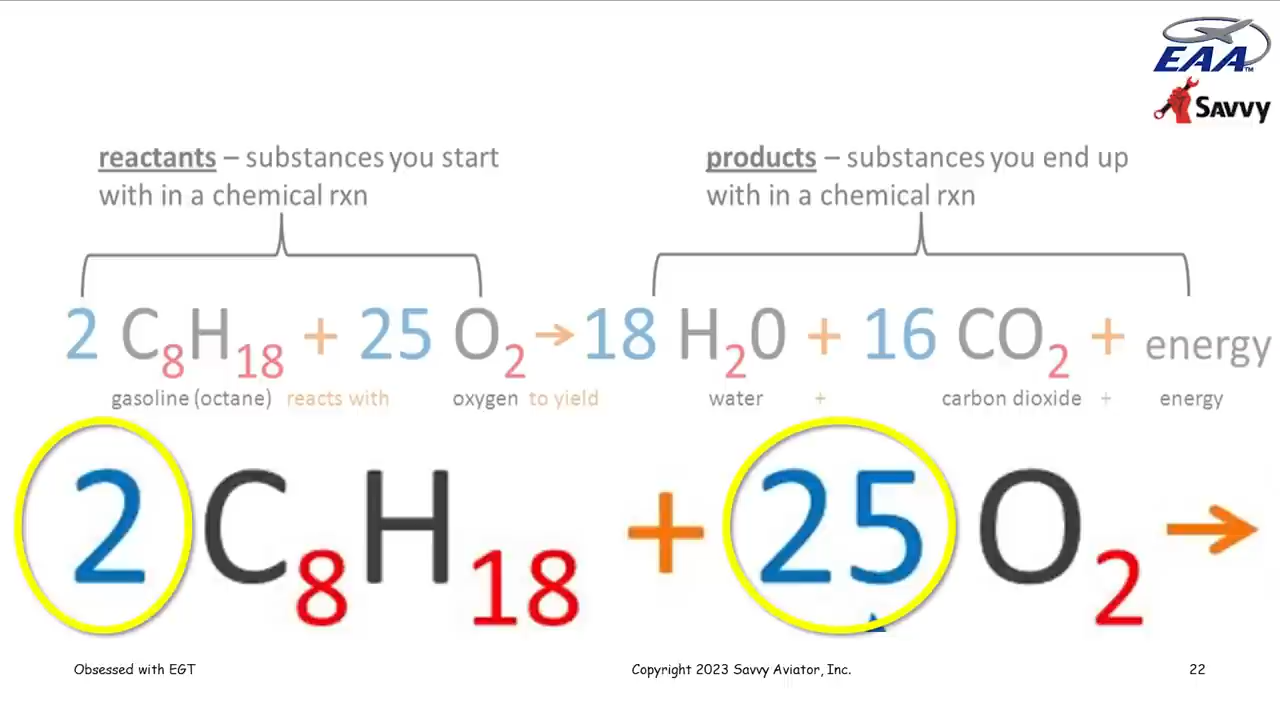 EAA™
SAVVY
reactants – substances you start
with in a chemical rxn
products – substances you end up
with in a chemical rxn
2 C8H18 + 25 O2 → 18 H20 + 16 CO2 + energy
gasoline (octane) reacts with oxygen to yield water + carbon dioxide + energy
2 C8H18 + 25 O2 →
Obsessed with EGT Copyright 2023 Savvy Aviator, Inc. 22